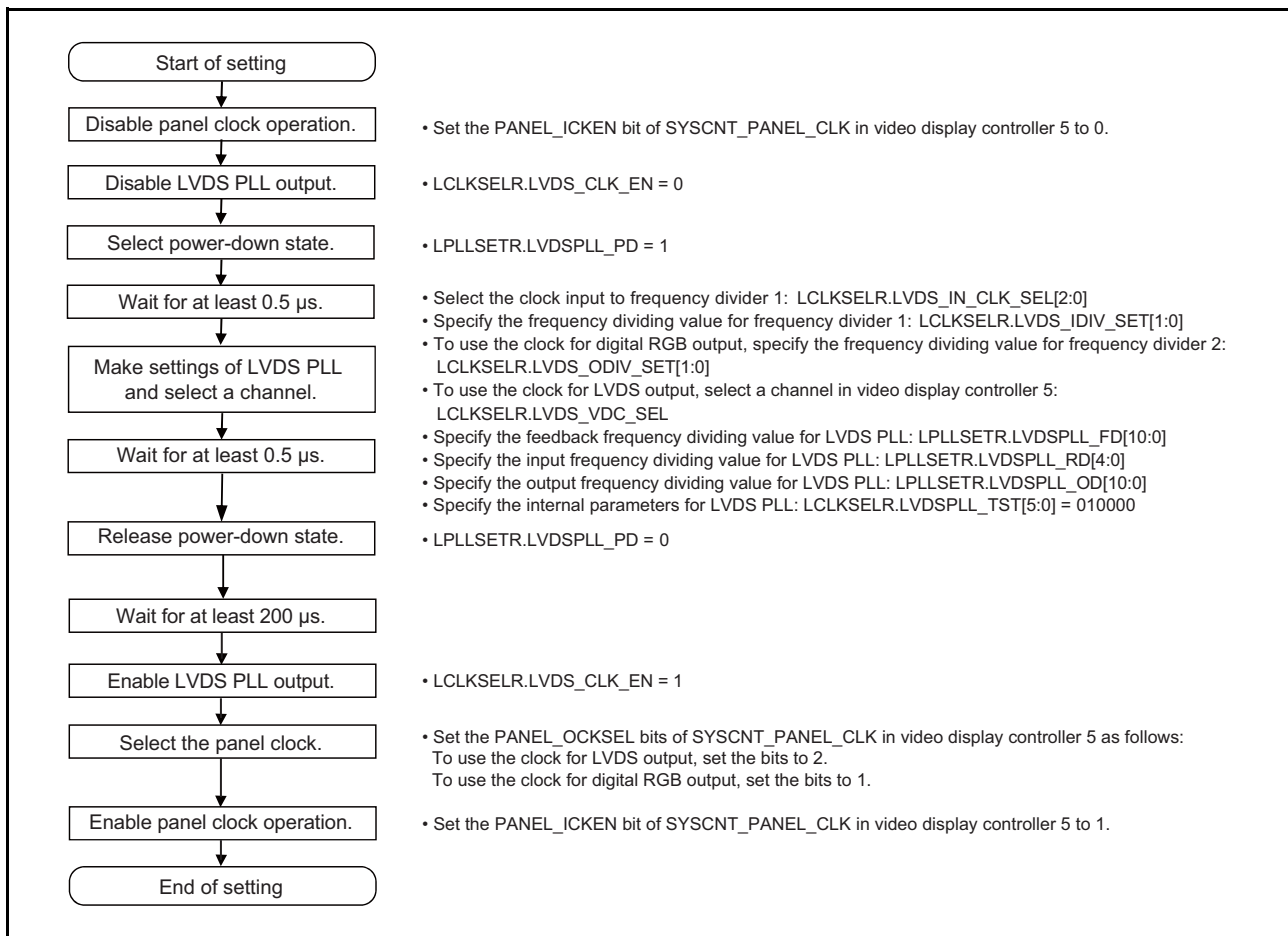 Start of setting
Disable panel clock operation.
• Set the PANEL_ICKEN bit of SYSCNT_PANEL_CLK in video display controller 5 to 0.
Disable LVDS PLL output.
• LCLKSELR.LVDS_CLK_EN = 0
Select power-down state.
• LPLLSETR.LVDSPLL_PD = 1
Wait for at least 0.5 µs.
Make settings of LVDS PLL
and select a channel.
• Select the clock input to frequency divider 1: LCLKSELR.LVDS_IN_CLK_SEL[2:0]
• Specify the frequency dividing value for frequency divider 1: LCLKSELR.LVDS_IDIV_SET[1:0]
• To use the clock for digital RGB output, specify the frequency dividing value for frequency divider 2:
LCLKSELR.LVDS_ODIV_SET[1:0]
• To use the clock for LVDS output, select a channel in video display controller 5:
LCLKSELR.LVDS_VDC_SEL
• Specify the feedback frequency dividing value for LVDS PLL: LPLLSETR.LVDSPLL_FD[10:0]
• Specify the input frequency dividing value for LVDS PLL: LPLLSETR.LVDSPLL_RD[4:0]
• Specify the output frequency dividing value for LVDS PLL: LPLLSETR.LVDSPLL_OD[10:0]
• Specify the internal parameters for LVDS PLL: LCLKSELR.LVDSPLL_TST[5:0] = 010000
Wait for at least 0.5 µs.
Release power-down state.
• LPLLSETR.LVDSPLL_PD = 0
Wait for at least 200 µs.
Enable LVDS PLL output.
• LCLKSELR.LVDS_CLK_EN = 1
Select the panel clock.
• Set the PANEL_OCKSEL bits of SYSCNT_PANEL_CLK in video display controller 5 as follows:
To use the clock for LVDS output, set the bits to 2.
To use the clock for digital RGB output, set the bits to 1.
Enable panel clock operation.
• Set the PANEL_ICKEN bit of SYSCNT_PANEL_CLK in video display controller 5 to 1.
End of setting